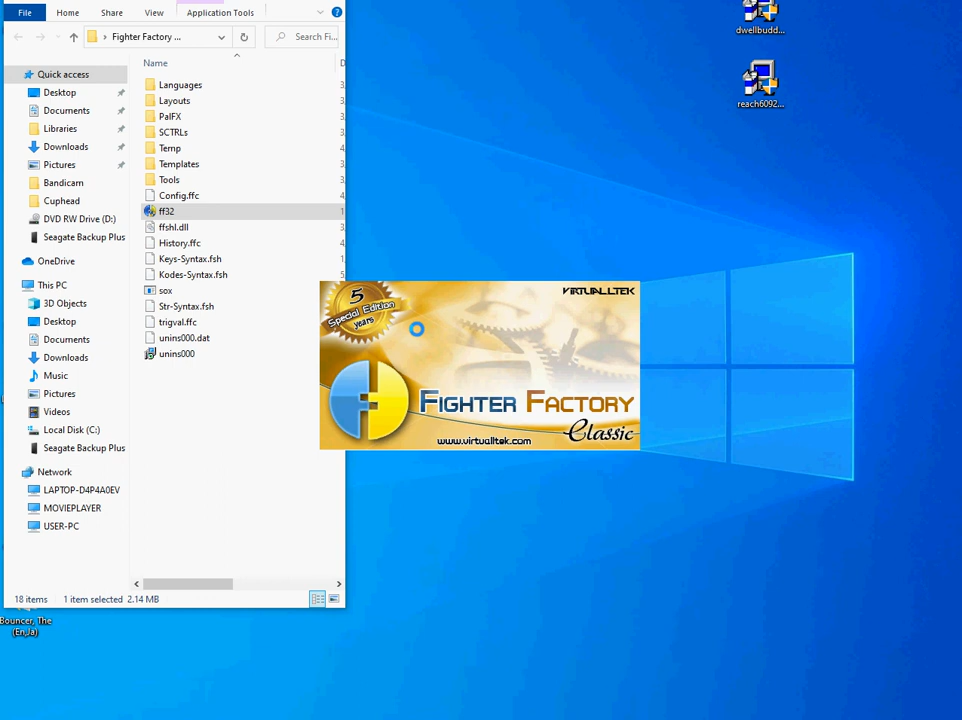 File
Home
Share
View
Application Tools
Fighter Factory ...
Search Fi...
Name
D
Quick access
Desktop
Documents
Libraries
Downloads
Pictures
Bandicam
Cuphead
DVD RW Drive (D:)
Seagate Backup Plus
OneDrive
This PC
3D Objects
Desktop
Documents
Downloads
Music
Pictures
Videos
Local Disk (C:)
Seagate Backup Plus
Network
LAPTOP-D4P4A0EV
MOVIEPLAYER
USER-PC
Languages
Layouts
PalFX
SCTRLs
Temp
Templates
Tools
Config.ffc
ff32
ffshl.dll
History.ffc
Keys-Syntax.fsh
Kodes-Syntax.fsh
sox
Str-Syntax.fsh
trigval.ffc
unins000.dat
unins000
18 items
1 item selected 2.14 MB
Bouncer, The
(En,Ja)
dwellbudd...
reach6092...
VIRTUALLTEK
5
Special Edition
years
FIGHTER FACTORY
Classic
www.virtualltek.com